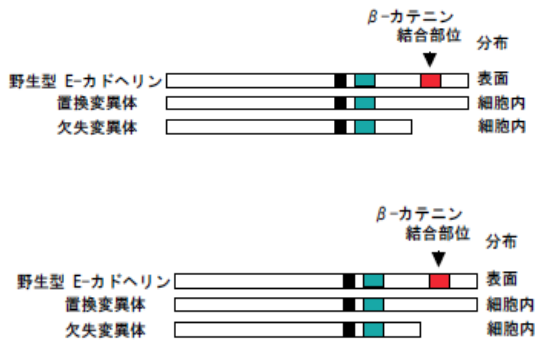 β-カテニン
結合部位 分布
野生型 E-カドヘリン 表面
置換変異体 細胞内
欠失変異体 細胞内
β-カテニン
結合部位 分布
野生型 E-カドヘリン 表面
置換変異体 細胞内
欠失変異体 細胞内